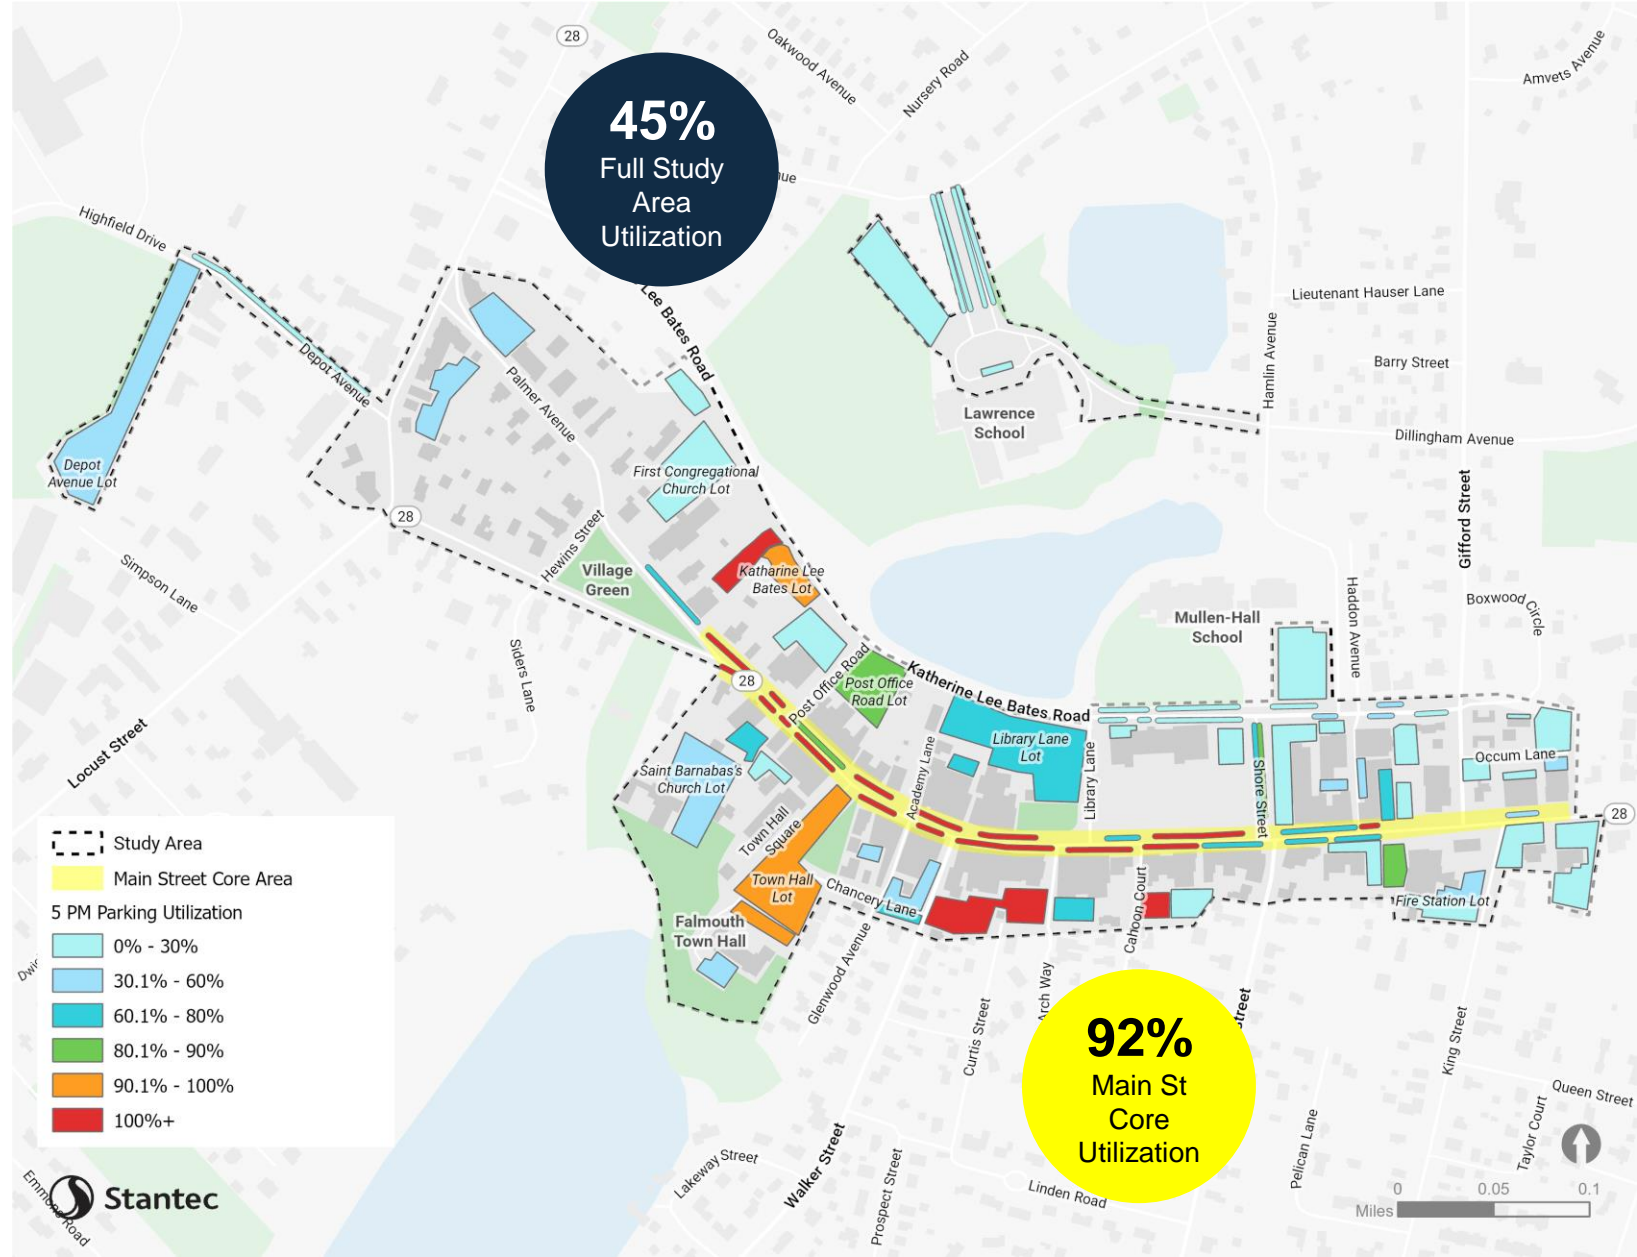 28
Oakwood Avenue
Nursery Road
Amvets Avenue
45%
Full Study
Area
Utilization
Highfield Drive
Lee Bates Road
Lieutenant Hauser Lane
Hamlin Avenue
Barry Street
Depot Avenue
Palmer Avenue
Lawrence
School
Dillingham Avenue
Depot
Avenue Lot
First Congregational
Church Lot
Gifford Street
28
Hewins Street
Simpson Lane
Village
Green
Katharine Lee
Bates Lot
Mullen-Hall
School
Haddon Avenue
Boxwood Circle
Siders Lane
28
Post Office Road
Post Office
Road Lot
Katherine Lee Bates Road
Locust Street
Library Lane
Lot
Academy Lane
Library Lane
Shore Street
Occum Lane
Saint Barnabas's
Church Lot
Town Hall
Square
28
Study Area
Main Street Core Area
5 PM Parking Utilization
0% - 30%
30.1% - 60%
60.1% - 80%
80.1% - 90%
90.1% - 100%
100%+
Town Hall
Lot
Chancery Lane
Cahoon Court
Fire Station Lot
Falmouth
Town Hall
Glenwood Avenue
Arch Way
Curtis Street
92%
Main St
Core
Utilization
King Street
Queen Street
Taylor Court
Pelican Lane
Lakeway Street
Walker Street
Prospect Street
Linden Road
Stantec
Emmons Road
0 0.05 0.1
Miles